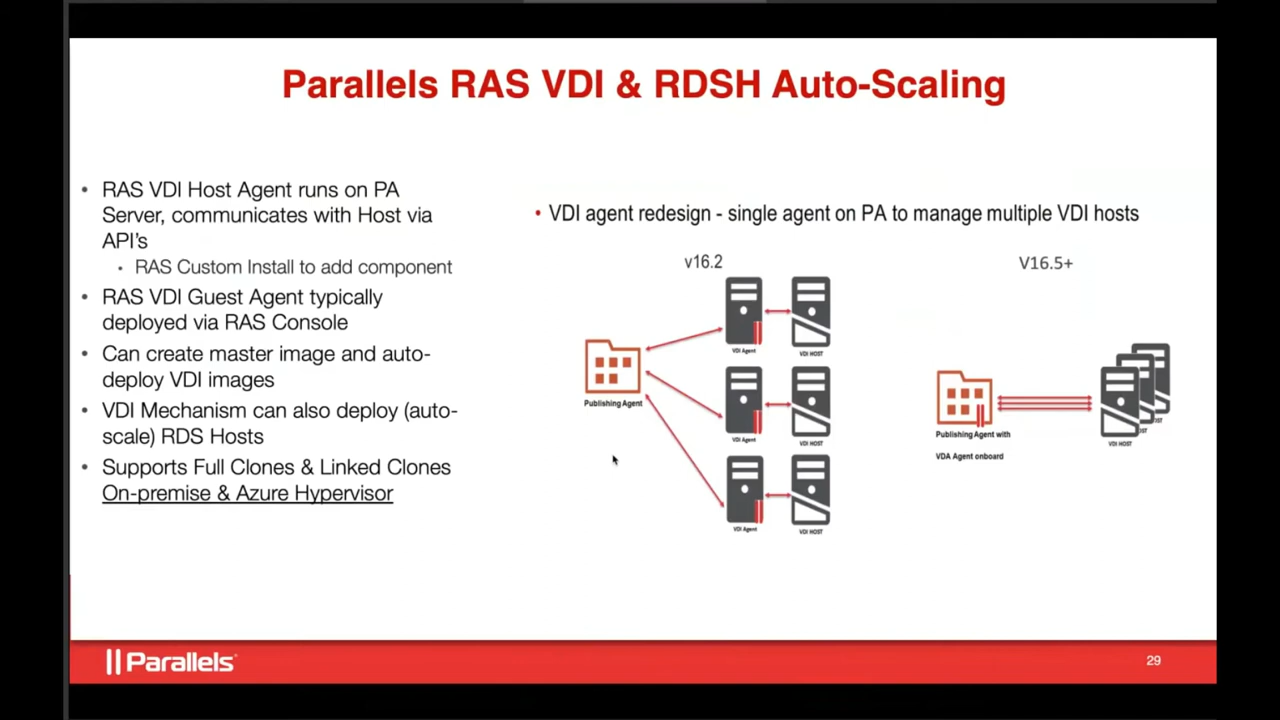 Parallels RAS VDI & RDSH Auto-Scaling
• RAS VDI Host Agent runs on PA
Server, communicates with Host via
API's
• RAS Custom Install to add component
• RAS VDI Guest Agent typically
deployed via RAS Console
• Can create master image and auto-
deploy VDI images
• VDI Mechanism can also deploy (auto-
scale) RDS Hosts
• Supports Full Clones & Linked Clones
On-premise & Azure Hypervisor
• VDI agent redesign - single agent on PA to manage multiple VDI hosts
v16.2
Publishing Agent
VDI Agent
VDI HOST
VDI Agent
VDI HOST
VDI Agent
VDI HOST
V16.5+
Publishing Agent with
VDA Agent onboard
VDI HOST
OST
OST
Parallels
29